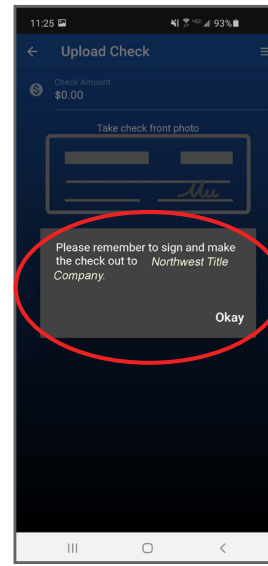 11:25 93%
Upload Check
Check Amount
$0.00
Take check front photo
Please remember to sign and make
the check out to Northwest Title
Company.
Okay